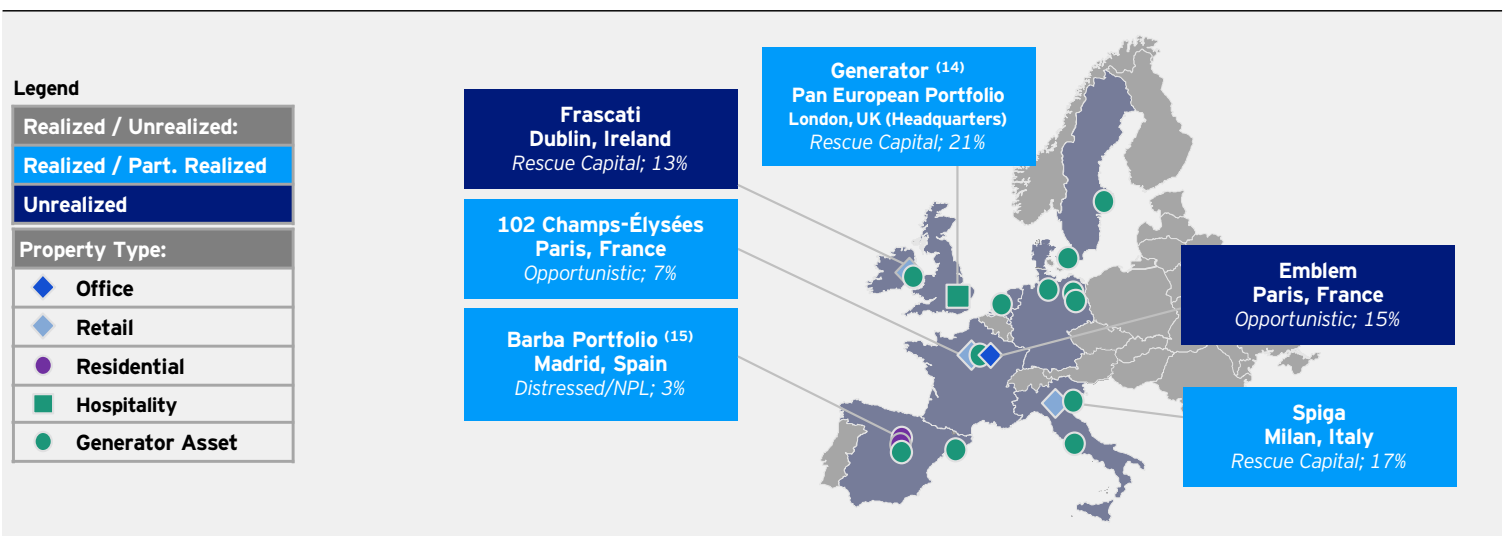 Legend
Realized / Unrealized:
Realized / Part. Realized
Unrealized
Property Type:
Office
Retail
Residential
Hospitality
Generator Asset
Frascati
Dublin, Ireland
Rescue Capital; 13%
102 Champs-Élysées
Paris, France
Opportunistic; 7%
Barba Portfolio (15)
Madrid, Spain
Distressed/NPL; 3%
Generator (14)
Pan European Portfolio
London, UK (Headquarters)
Rescue Capital; 21%
Emblem
Paris, France
Opportunistic; 15%
Spiga
Milan, Italy
Rescue Capital; 17%